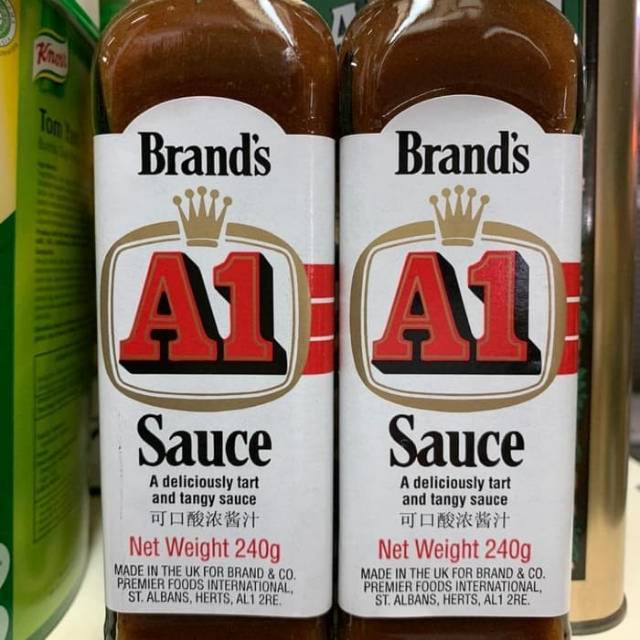 Knorr
Tom
Brand's
A1
Sauce
A deliciously tart
and tangy sauce
可口酸浓酱汁
Net Weight 240g
MADE IN THE UK FOR BRAND & CO.
PREMIER FOODS INTERNATIONAL,
ST. ALBANS, HERTS, AL1 2RE.
Brand's
A1
Sauce
A deliciously tart
and tangy sauce
可口酸浓酱汁
Net Weight 240g
MADE IN THE UK FOR BRAND & CO.
PREMIER FOODS INTERNATIONAL,
ST. ALBANS, HERTS, AL1 2RE.